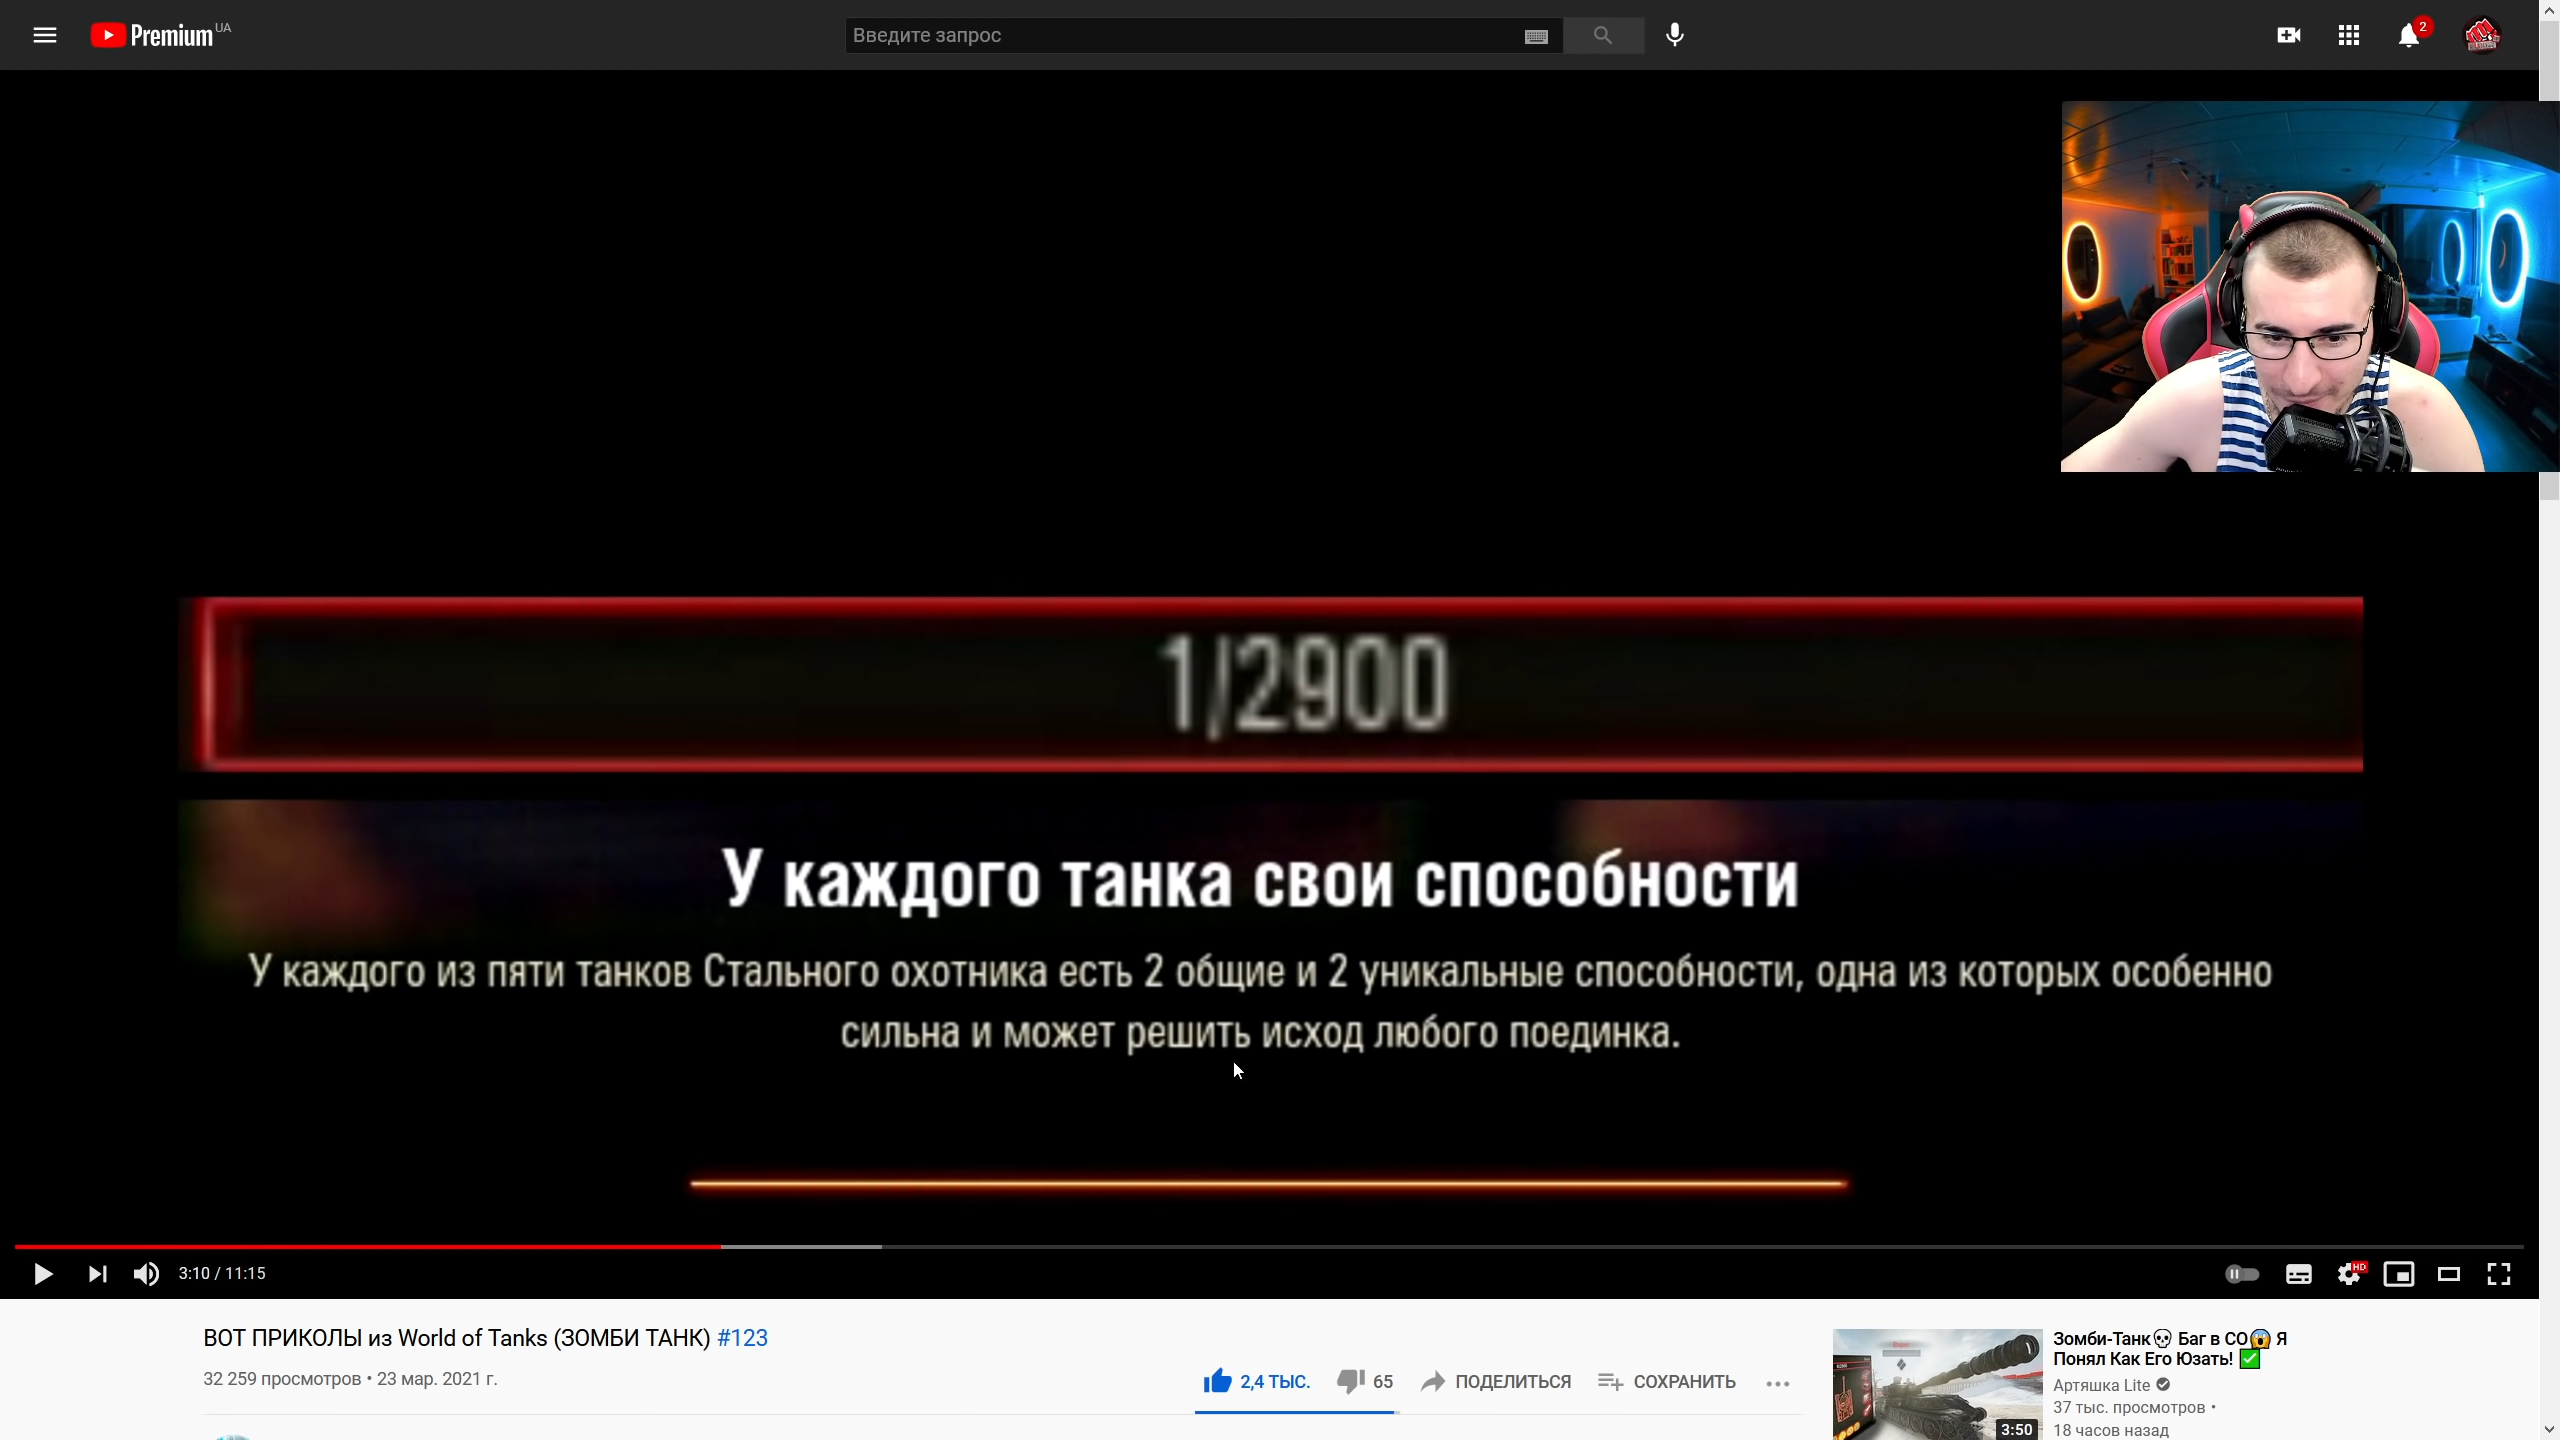 Premium UA
Введите запрос
2
1/2900
У каждого танка свои способности
У каждого из пяти танков Стального охотника есть 2 общие и 2 уникальные способности, одна из которых особенно
сильна и может решить исход любого поединка.
3:10 / 11:15
HD
ВОТ ПРИКОЛЫ из World of Tanks (ЗОМБИ ТАНК) #123
32 259 просмотров • 23 мар. 2021 г.
2,4 ТЫС.
65
ПОДЕЛИТЬСЯ
СОХРАНИТЬ
3:50
Зомби-Танк💀 Баг в СО😱 Я
Понял Как Его Юзать! ✅
Артяшка Lite
37 тыс. просмотров •
18 часов назад